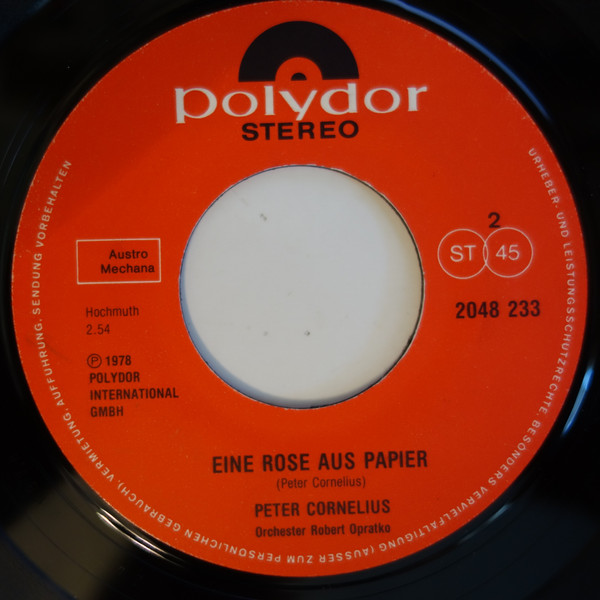 polydor
STEREO
Austro
Mechana
2
ST 45
Hochmuth
2.54
2048 233
℗ 1978
POLYDOR
INTERNATIONAL
GMBH
EINE ROSE AUS PAPIER
(Peter Cornelius)
PETER CORNELIUS
Orchester Robert Opratko
URHEBER- UND LEISTUNGSSCHUTZRECHTE, BESONDERS VERVIELFÄLTIGUNG (AUSSER ZUM PERSÖNLICHEN GEBRAUCH), VERMIETUNG, AUFFÜHRUNG, SENDUNG VORBEHALTEN